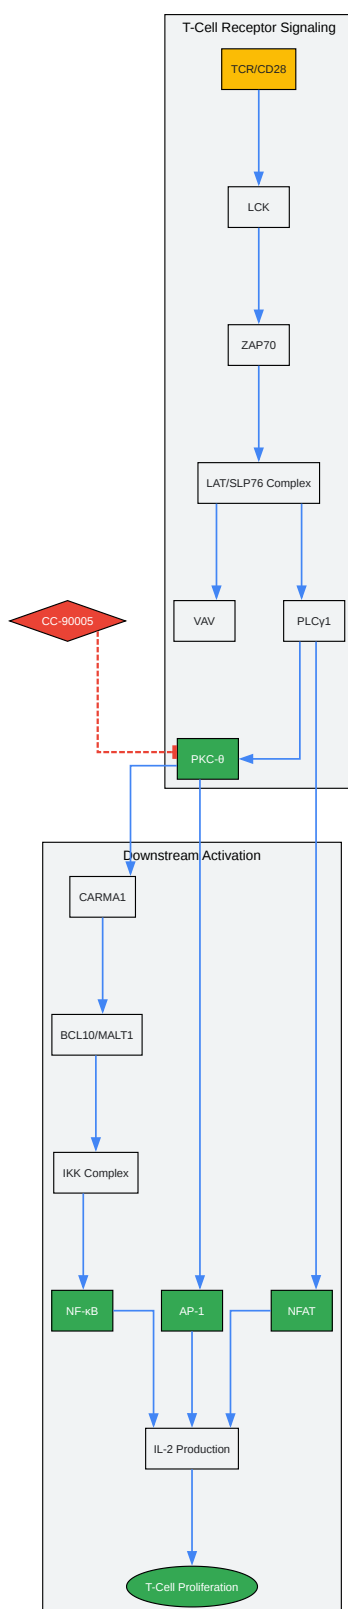 T-Cell Receptor Signaling
TCR/CD28
LCK
ZAP70
LAT/SLP76 Complex
CC-90005
VAV
PLCγ1
PKC-θ
Downstream Activation
CARMA1
BCL10/MALT1
IKK Complex
NF-κB
AP-1
NFAT
IL-2 Production
T-Cell Proliferation